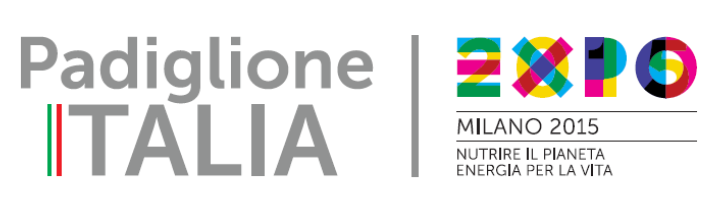 Padiglione
ITALIA
EXPO
MILANO 2015
NUTRIRE IL PIANETA
ENERGIA PER LA VITA